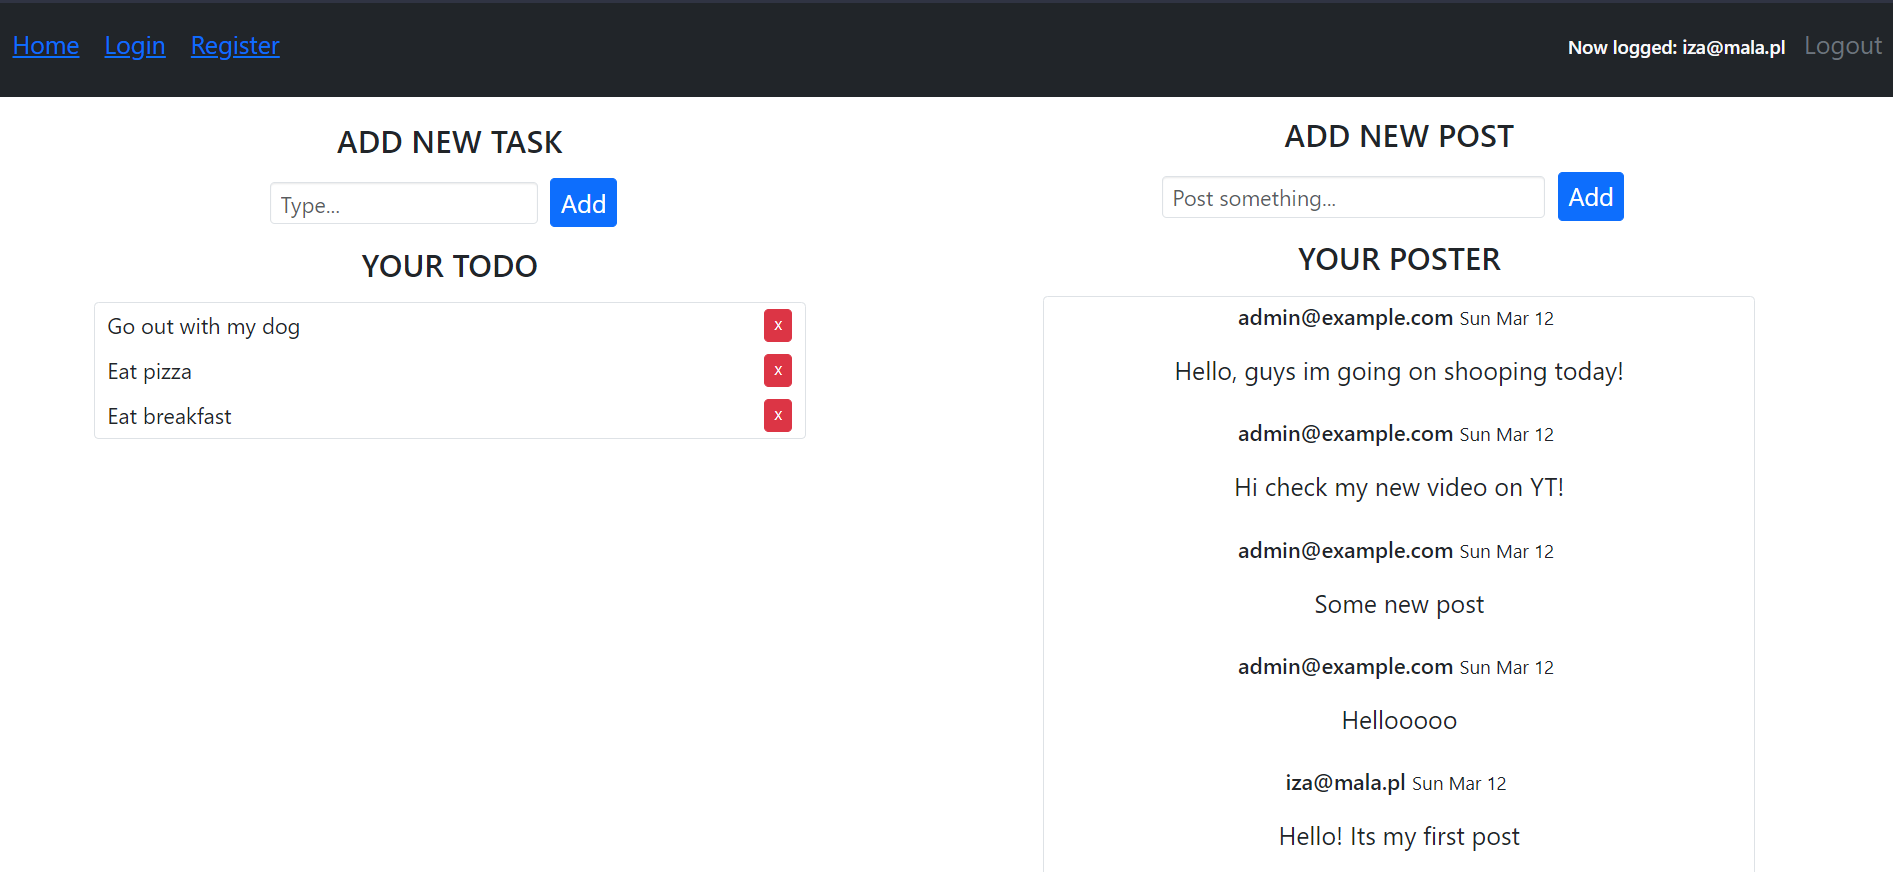 Home Login Register Now logged: iza@mala.pl Logout
ADD NEW TASK
Type... Add
YOUR TODO
Go out with my dog x
Eat pizza x
Eat breakfast x
ADD NEW POST
Post something... Add
YOUR POSTER
admin@example.com Sun Mar 12
Hello, guys im going on shooping today!
admin@example.com Sun Mar 12
Hi check my new video on YT!
admin@example.com Sun Mar 12
Some new post
admin@example.com Sun Mar 12
Hellooooo
iza@mala.pl Sun Mar 12
Hello! Its my first post